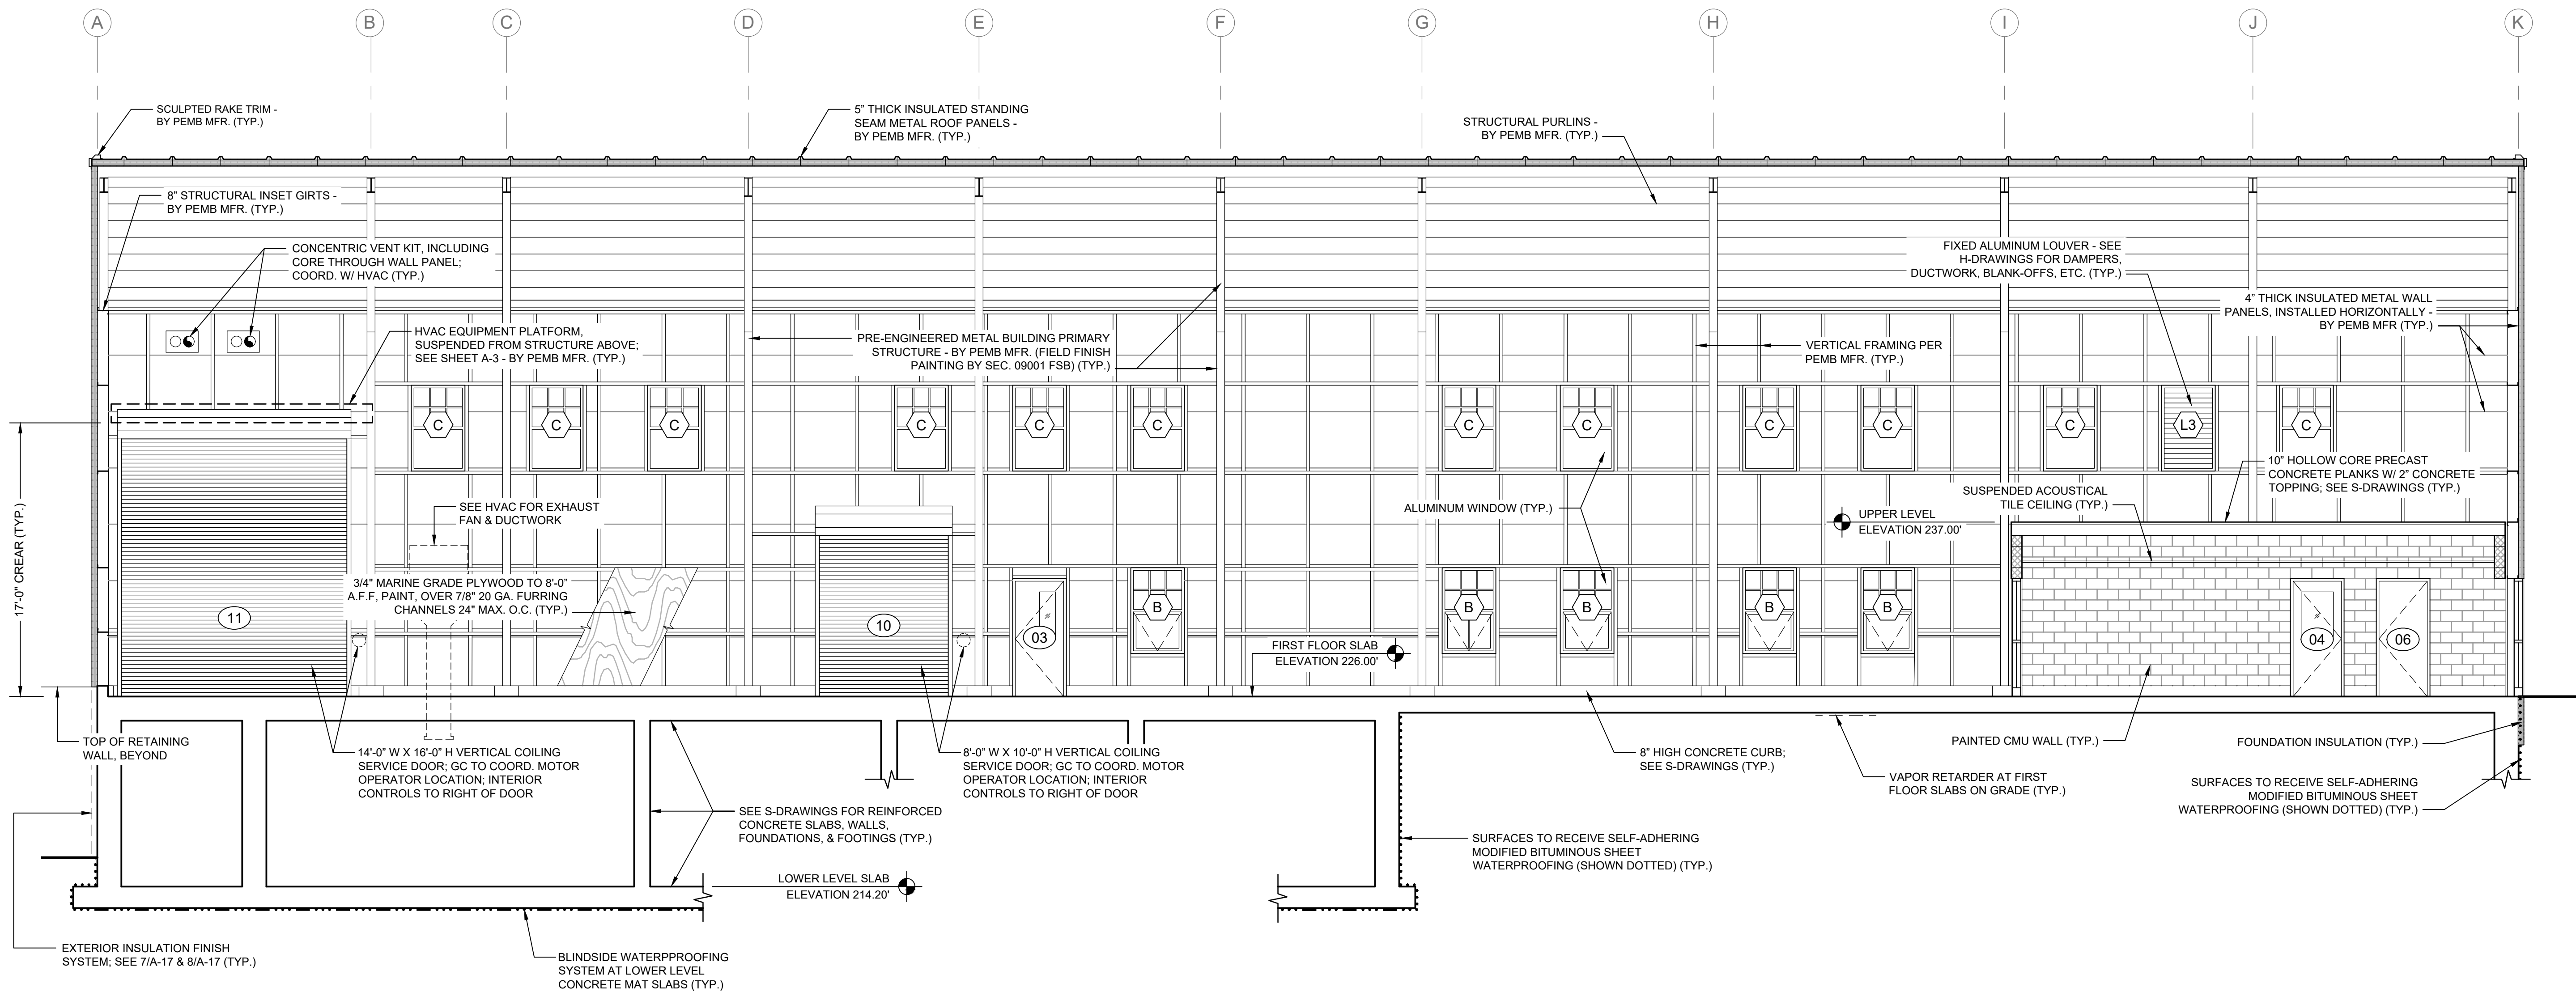 A
B
C
D
E
F
G
H
I
J
K
SCULPTED RAKE TRIM -
BY PEMB MFR. (TYP.)
5" THICK INSULATED STANDING
SEAM METAL ROOF PANELS -
BY PEMB MFR. (TYP.)
STRUCTURAL PURLINS -
BY PEMB MFR. (TYP.)
8" STRUCTURAL INSET GIRTS -
BY PEMB MFR. (TYP.)
CONCENTRIC VENT KIT, INCLUDING
CORE THROUGH WALL PANEL;
COORD. W/ HVAC (TYP.)
FIXED ALUMINUM LOUVER - SEE
H-DRAWINGS FOR DAMPERS,
DUCTWORK, BLANK-OFFS, ETC. (TYP.)
4" THICK INSULATED METAL WALL
PANELS, INSTALLED HORIZONTALLY -
BY PEMB MFR (TYP.)
HVAC EQUIPMENT PLATFORM,
SUSPENDED FROM STRUCTURE ABOVE;
SEE SHEET A-3 - BY PEMB MFR. (TYP.)
PRE-ENGINEERED METAL BUILDING PRIMARY
STRUCTURE - BY PEMB MFR. (FIELD FINISH
PAINTING BY SEC. 09001 FSB) (TYP.)
VERTICAL FRAMING PER
PEMB MFR. (TYP.)
C
C
C
C
C
C
C
C
C
C
C
L3
C
17'-0" CREAR (TYP.)
10" HOLLOW CORE PRECAST
CONCRETE PLANKS W/ 2" CONCRETE
TOPPING; SEE S-DRAWINGS (TYP.)
SUSPENDED ACOUSTICAL
TILE CEILING (TYP.)
SEE HVAC FOR EXHAUST
FAN & DUCTWORK
ALUMINUM WINDOW (TYP.)
UPPER LEVEL
ELEVATION 237.00'
3/4" MARINE GRADE PLYWOOD TO 8'-0"
A.F.F, PAINT, OVER 7/8" 20 GA. FURRING
CHANNELS 24" MAX. O.C. (TYP.)
11
10
03
B
B
B
B
B
04
06
FIRST FLOOR SLAB
ELEVATION 226.00'
TOP OF RETAINING
WALL, BEYOND
14'-0" W X 16'-0" H VERTICAL COILING
SERVICE DOOR; GC TO COORD. MOTOR
OPERATOR LOCATION; INTERIOR
CONTROLS TO RIGHT OF DOOR
8'-0" W X 10'-0" H VERTICAL COILING
SERVICE DOOR; GC TO COORD. MOTOR
OPERATOR LOCATION; INTERIOR
CONTROLS TO RIGHT OF DOOR
8" HIGH CONCRETE CURB;
SEE S-DRAWINGS (TYP.)
PAINTED CMU WALL (TYP.)
FOUNDATION INSULATION (TYP.)
VAPOR RETARDER AT FIRST
FLOOR SLABS ON GRADE (TYP.)
SURFACES TO RECEIVE SELF-ADHERING
MODIFIED BITUMINOUS SHEET
WATERPROOFING (SHOWN DOTTED) (TYP.)
SEE S-DRAWINGS FOR REINFORCED
CONCRETE SLABS, WALLS,
FOUNDATIONS, & FOOTINGS (TYP.)
SURFACES TO RECEIVE SELF-ADHERING
MODIFIED BITUMINOUS SHEET
WATERPROOFING (SHOWN DOTTED) (TYP.)
LOWER LEVEL SLAB
ELEVATION 214.20'
EXTERIOR INSULATION FINISH
SYSTEM; SEE 7/A-17 & 8/A-17 (TYP.)
BLINDSIDE WATERPPROOFING
SYSTEM AT LOWER LEVEL
CONCRETE MAT SLABS (TYP.)